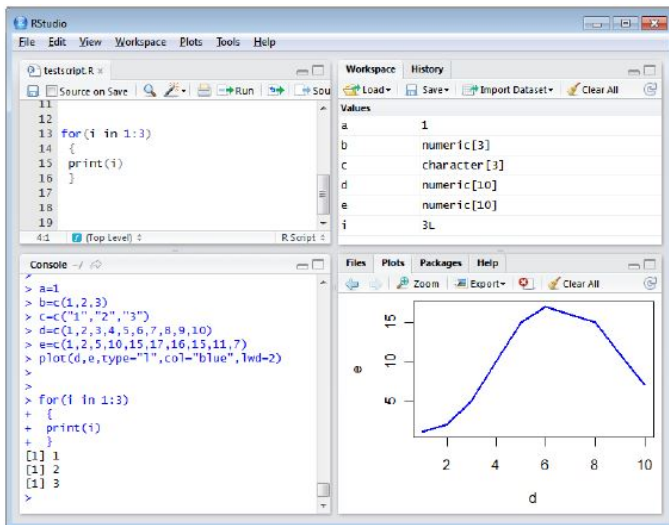 RStudio
File Edit View Workspace Plots Tools Help
testscript.R ×
Source on Save Run Sou
11
12
13 for(i in 1:3)
14 {
15 print(i)
16 }
17
18
19
4:1 (Top Level) R Script
Workspace History
Load Save Import Dataset Clear All
Values
a 1
b numeric[3]
c character[3]
d numeric[10]
e numeric[10]
i 3L
Console ~/
>
> a=1
> b=c(1,2,3)
> c=c("1","2","3")
> d=c(1,2,3,4,5,6,7,8,9,10)
> e=c(1,2,5,10,15,17,16,15,11,7)
> plot(d,e,type="l",col="blue",lwd=2)
>
>
> for(i in 1:3)
+ {
+ print(i)
+ }
[1] 1
[1] 2
[1] 3
>
Files Plots Packages Help
Zoom Export Clear All
15
10
5
e
2 4 6 8 10
d